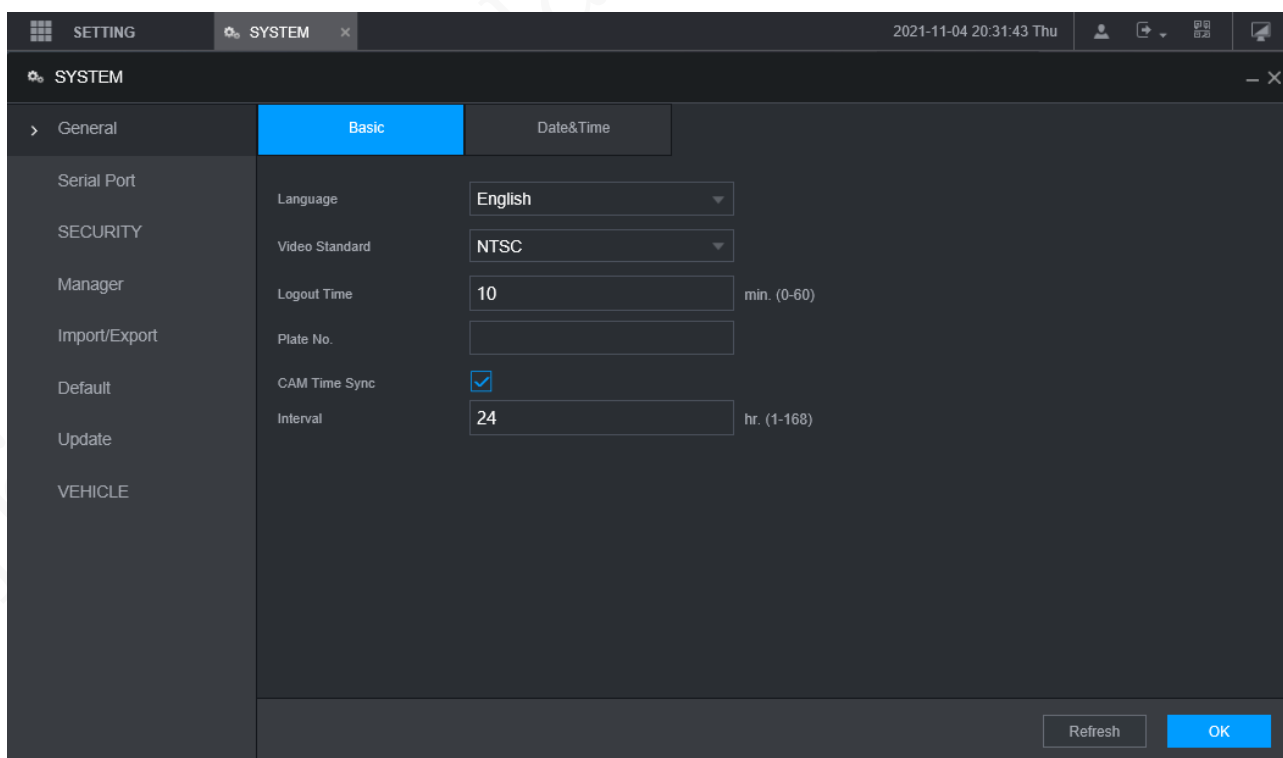 SETTING SYSTEM × 2021-11-04 20:31:43 Thu
SYSTEM
General
Serial Port
SECURITY
Manager
Import/Export
Default
Update
VEHICLE
Basic Date&Time
Language English
Video Standard NTSC
Logout Time 10 min. (0-60)
Plate No.
CAM Time Sync
Interval 24 hr. (1-168)
Refresh OK